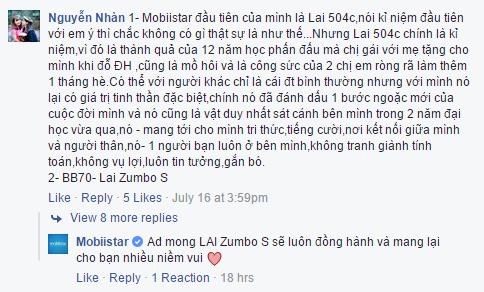 Nguyễn Nhàn 1- Mobiistar đầu tiên của mình là Lai 504c,nói kỉ niệm đầu tiên
với em ý thì chắc không có gì thật sự là như thế...Nhưng Lai 504c chính là kỉ
niệm,vì đó là thành quả của 12 năm học phấn đấu mà chị gái với mẹ tặng cho
mình khi đỗ ĐH ,cũng là mồ hôi và là công sức của 2 chị em ròng rã làm thêm
1 tháng hè.Có thể với người khác chỉ là cái đt bình thường nhưng với mình nó
lại có giá trị tinh thần đặc biệt,chính nó đã đánh dấu 1 bước ngoặc mới của
cuộc đời mình và nó cũng là vật duy nhất sát cánh bên mình trong 2 năm đại
học vừa qua,nó - mang tới cho mình tri thức,tiếng cười,nơi kết nối giữa mình
và người thân,nó- 1 người bạn luôn ở bên mình,không tranh giành tính
toán,không vụ lợi,luôn tin tưởng,gắn bó.
2- BB70- Lai Zumbo S
Like · Reply · 5 Likes · July 16 at 3:59pm
View 8 more replies
Mobiistar Ad mong LAI Zumbo S sẽ luôn đồng hành và mang lại
cho bạn nhiều niềm vui
Like · Reply · 1 Reaction · 18 hrs